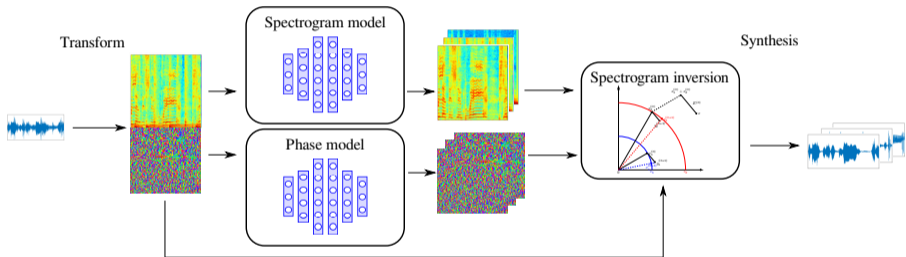 Transform
Spectrogram model
Phase model
Spectrogram inversion
Synthesis